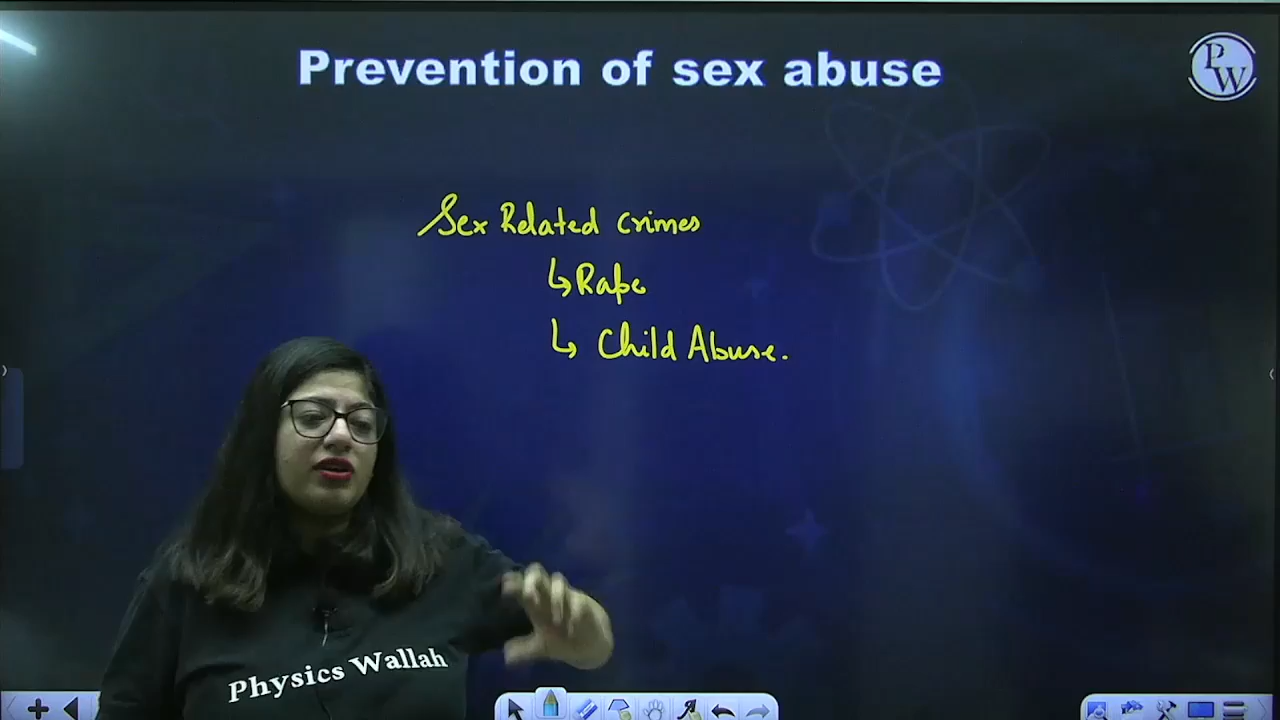 Prevention of sex abuse
PW
Sex Related Crimes
↳ Rape
↳ Child Abuse.
Physics Wallah